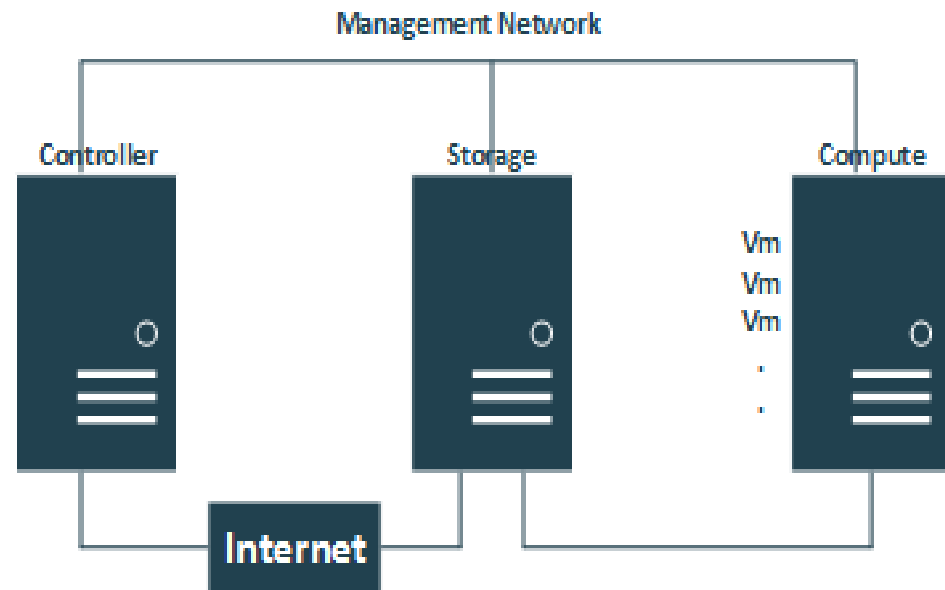 Management Network
Controller
Storage
Compute
Vm
Vm
Vm
.
.
Internet